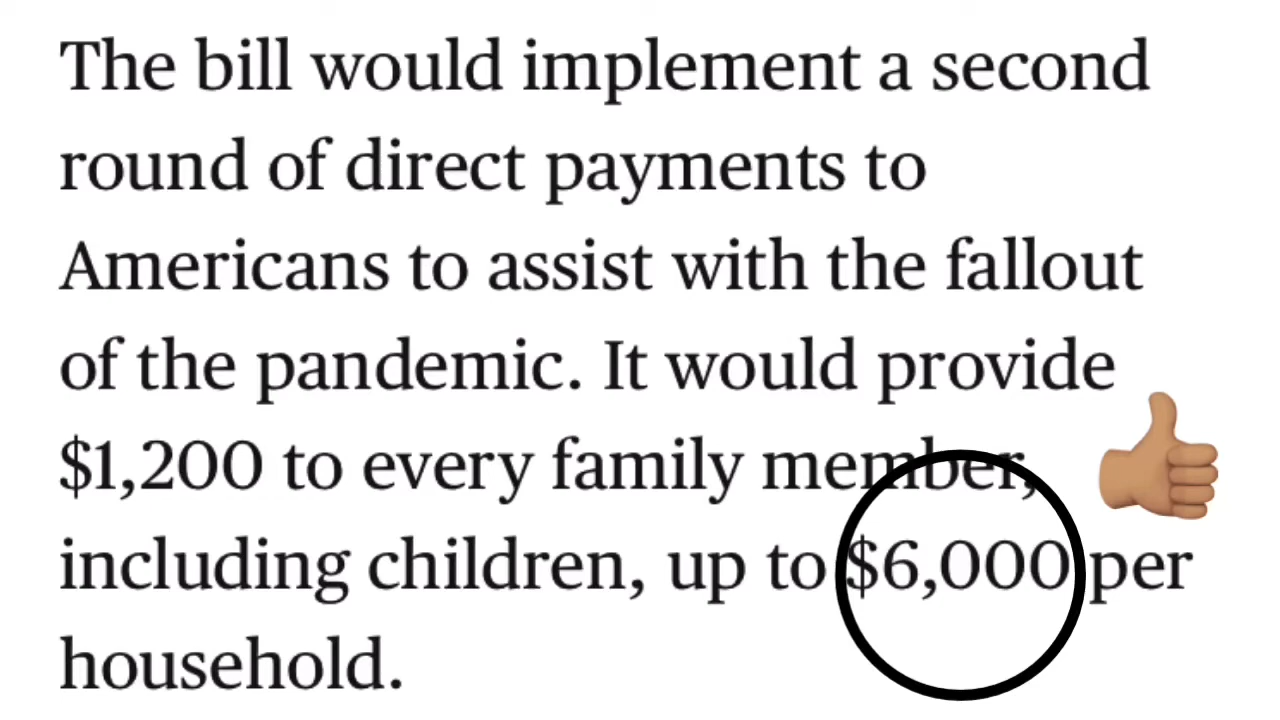 The bill would implement a second
round of direct payments to
Americans to assist with the fallout
of the pandemic. It would provide
$1,200 to every family member,
including children, up to $6,000 per
household.